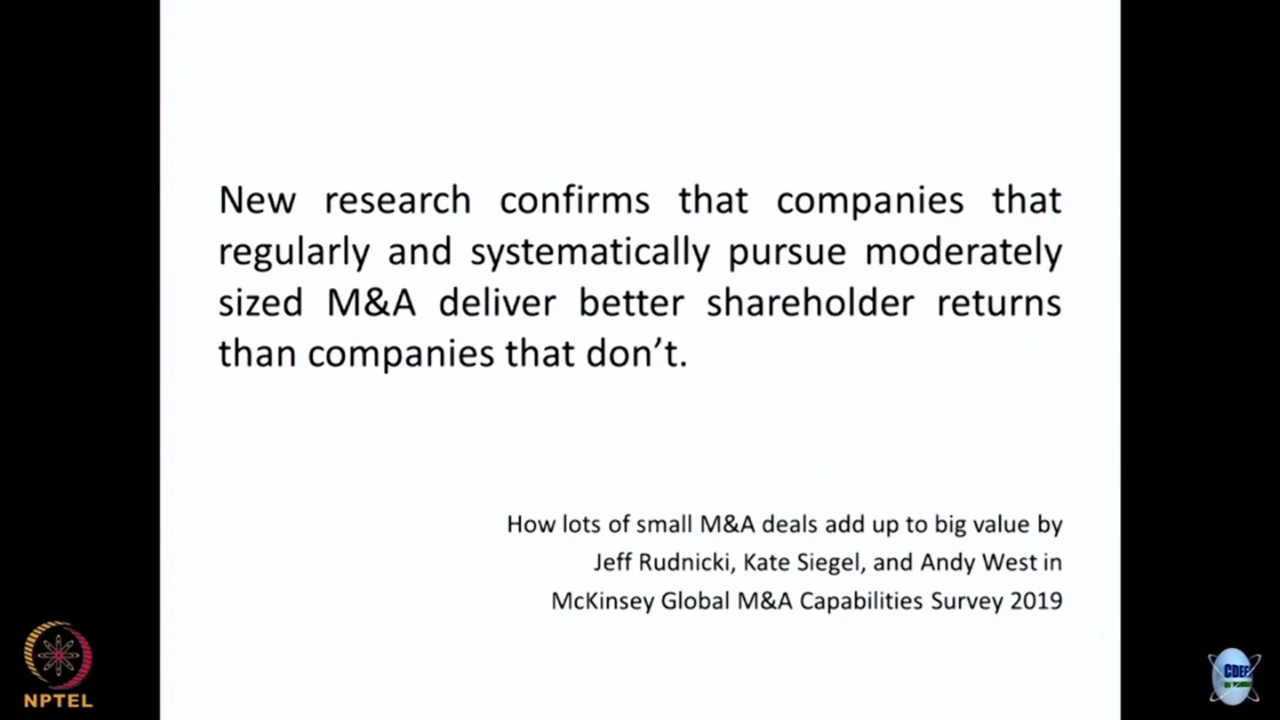 New research confirms that companies that
regularly and systematically pursue moderately
sized M&A deliver better shareholder returns
than companies that don’t.
How lots of small M&A deals add up to big value by
Jeff Rudnicki, Kate Siegel, and Andy West in
McKinsey Global M&A Capabilities Survey 2019
NPTEL
CDEEP